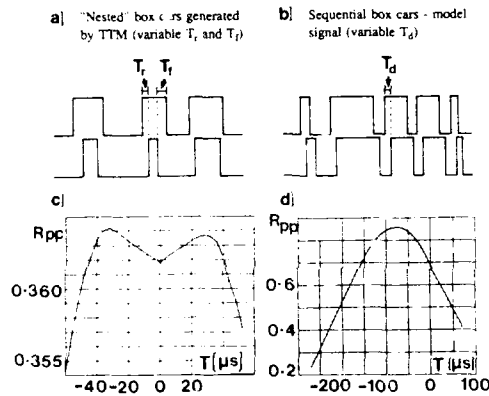 a) "Nested" box cars generated
by TTM (variable Tr and Tf)
b) Sequential box cars - model
signal (variable Td)
Tr Tf
Td
c)
Rpp
0·360
0·355
T [µs]
-40 -20 0 20
d)
Rpp
0·6
0·4
0·2
T [µs]
-200 -100 0 100